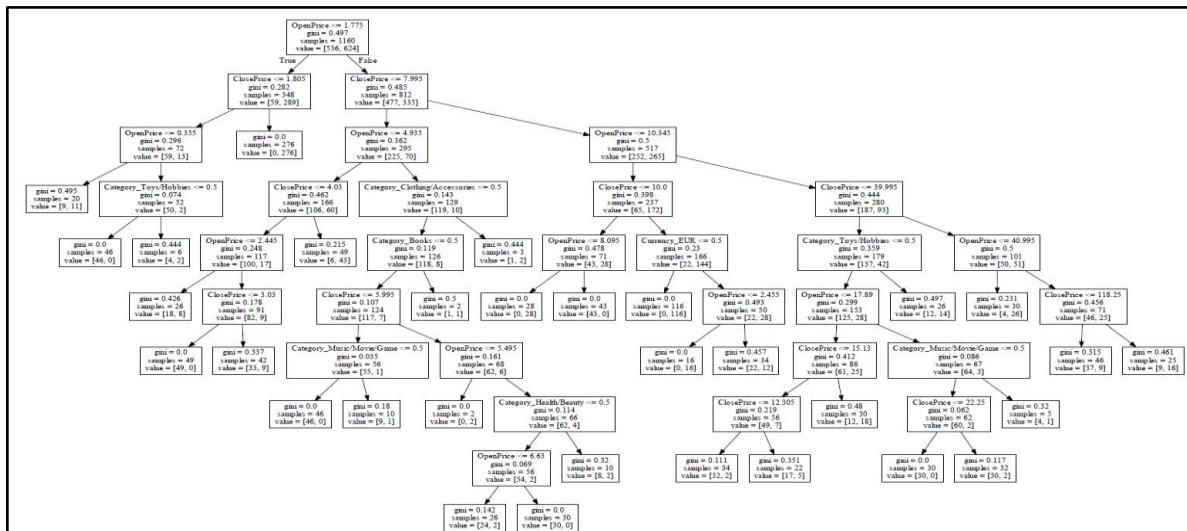 OpenPrice <= 1.775
gini = 0.497
samples = 1160
value = [536, 624]
True
False
ClosePrice <= 1.805
gini = 0.282
samples = 348
value = [59, 289]
ClosePrice <= 7.995
gini = 0.485
samples = 812
value = [477, 335]
OpenPrice <= 0.355
gini = 0.296
samples = 72
value = [59, 13]
gini = 0.0
samples = 276
value = [0, 276]
OpenPrice <= 4.935
gini = 0.362
samples = 295
value = [225, 70]
OpenPrice <= 10.345
gini = 0.5
samples = 517
value = [252, 265]
gini = 0.495
samples = 20
value = [9, 11]
Category_Toys/Hobbies <= 0.5
gini = 0.074
samples = 52
value = [50, 2]
ClosePrice <= 4.03
gini = 0.462
samples = 166
value = [106, 60]
Category_Clothing/Accessories <= 0.5
gini = 0.143
samples = 129
value = [119, 10]
ClosePrice <= 10.0
gini = 0.398
samples = 237
value = [65, 172]
ClosePrice <= 39.995
gini = 0.444
samples = 280
value = [187, 93]
gini = 0.0
samples = 46
value = [46, 0]
gini = 0.444
samples = 6
value = [4, 2]
OpenPrice <= 2.445
gini = 0.248
samples = 117
value = [100, 17]
gini = 0.215
samples = 49
value = [6, 43]
Category_Books <= 0.5
gini = 0.119
samples = 126
value = [118, 8]
gini = 0.444
samples = 3
value = [1, 2]
OpenPrice <= 8.095
gini = 0.478
samples = 71
value = [43, 28]
Currency_EUR <= 0.5
gini = 0.23
samples = 166
value = [22, 144]
Category_Toys/Hobbies <= 0.5
gini = 0.359
samples = 179
value = [137, 42]
OpenPrice <= 40.995
gini = 0.5
samples = 101
value = [50, 51]
gini = 0.426
samples = 26
value = [18, 8]
ClosePrice <= 3.03
gini = 0.178
samples = 91
value = [82, 9]
ClosePrice <= 5.995
gini = 0.107
samples = 124
value = [117, 7]
gini = 0.5
samples = 2
value = [1, 1]
gini = 0.0
samples = 28
value = [0, 28]
gini = 0.0
samples = 43
value = [43, 0]
gini = 0.0
samples = 116
value = [0, 116]
OpenPrice <= 2.455
gini = 0.493
samples = 50
value = [22, 28]
OpenPrice <= 17.89
gini = 0.299
samples = 153
value = [125, 28]
gini = 0.497
samples = 26
value = [12, 14]
gini = 0.231
samples = 30
value = [4, 26]
ClosePrice <= 118.25
gini = 0.456
samples = 71
value = [46, 25]
gini = 0.0
samples = 49
value = [49, 0]
gini = 0.337
samples = 42
value = [33, 9]
Category_Music/Movie/Game <= 0.5
gini = 0.035
samples = 56
value = [55, 1]
OpenPrice <= 5.495
gini = 0.161
samples = 68
value = [62, 6]
gini = 0.0
samples = 16
value = [0, 16]
gini = 0.457
samples = 34
value = [22, 12]
ClosePrice <= 15.13
gini = 0.412
samples = 86
value = [61, 25]
Category_Music/Movie/Game <= 0.5
gini = 0.086
samples = 67
value = [64, 3]
gini = 0.315
samples = 46
value = [37, 9]
gini = 0.461
samples = 25
value = [9, 16]
gini = 0.0
samples = 46
value = [46, 0]
gini = 0.18
samples = 10
value = [9, 1]
gini = 0.0
samples = 2
value = [0, 2]
Category_Health/Beauty <= 0.5
gini = 0.114
samples = 66
value = [62, 4]
ClosePrice <= 12.305
gini = 0.219
samples = 56
value = [49, 7]
gini = 0.48
samples = 30
value = [12, 18]
ClosePrice <= 22.25
gini = 0.062
samples = 62
value = [60, 2]
gini = 0.32
samples = 5
value = [4, 1]
OpenPrice <= 6.63
gini = 0.069
samples = 56
value = [54, 2]
gini = 0.32
samples = 10
value = [8, 2]
gini = 0.111
samples = 34
value = [32, 2]
gini = 0.351
samples = 22
value = [17, 5]
gini = 0.0
samples = 30
value = [30, 0]
gini = 0.117
samples = 32
value = [30, 2]
gini = 0.142
samples = 26
value = [24, 2]
gini = 0.0
samples = 30
value = [30, 0]